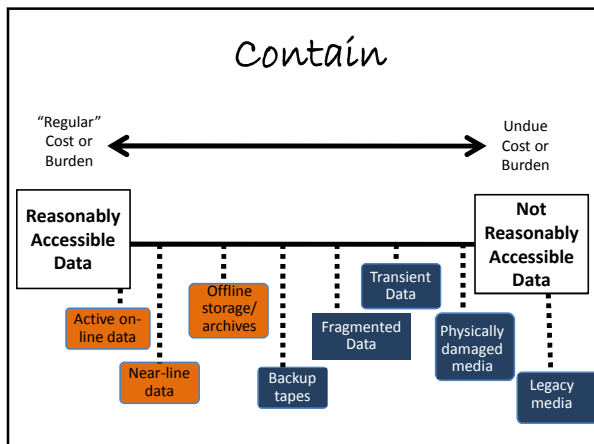 Contain
“Regular”
Cost or
Burden
Undue
Cost or
Burden
Reasonably
Accessible
Data
Not
Reasonably
Accessible
Data
Active on-
line data
Near-line
data
Offline
storage/
archives
Backup
tapes
Fragmented
Data
Transient
Data
Physically
damaged
media
Legacy
media